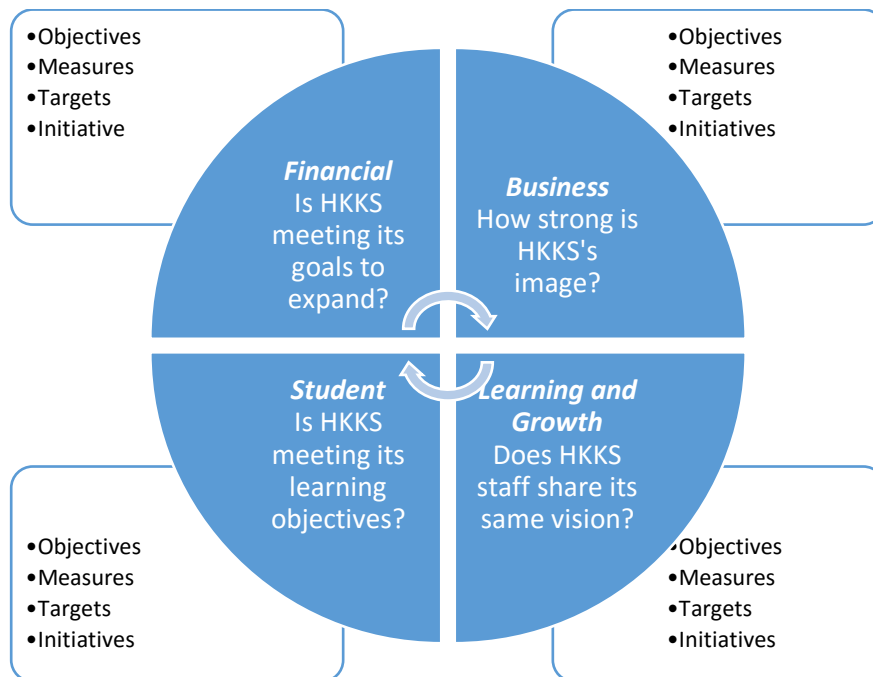 •Objectives
•Measures
•Targets
•Initiative
•Objectives
•Measures
•Targets
•Initiatives
Financial
Is HKKS
meeting its
goals to
expand?
Business
How strong is
HKKS's
image?
Student
Is HKKS
meeting its
learning
objectives?
Learning and
Growth
Does HKKS
staff share its
same vision?
•Objectives
•Measures
•Targets
•Initiatives
•Objectives
•Measures
•Targets
•Initiatives